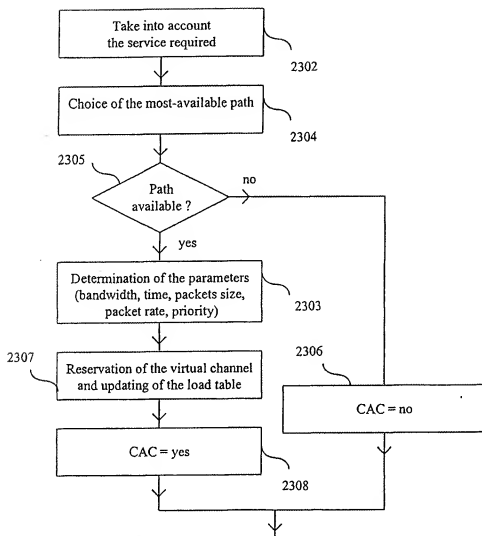 Take into account
the service required
2302
Choice of the most-available path
2304
2305
Path
available ?
no
yes
Determination of the parameters
(bandwidth, time, packets size,
packet rate, priority)
2303
2307
Reservation of the virtual channel
and updating of the load table
2306
CAC = no
CAC = yes
2308